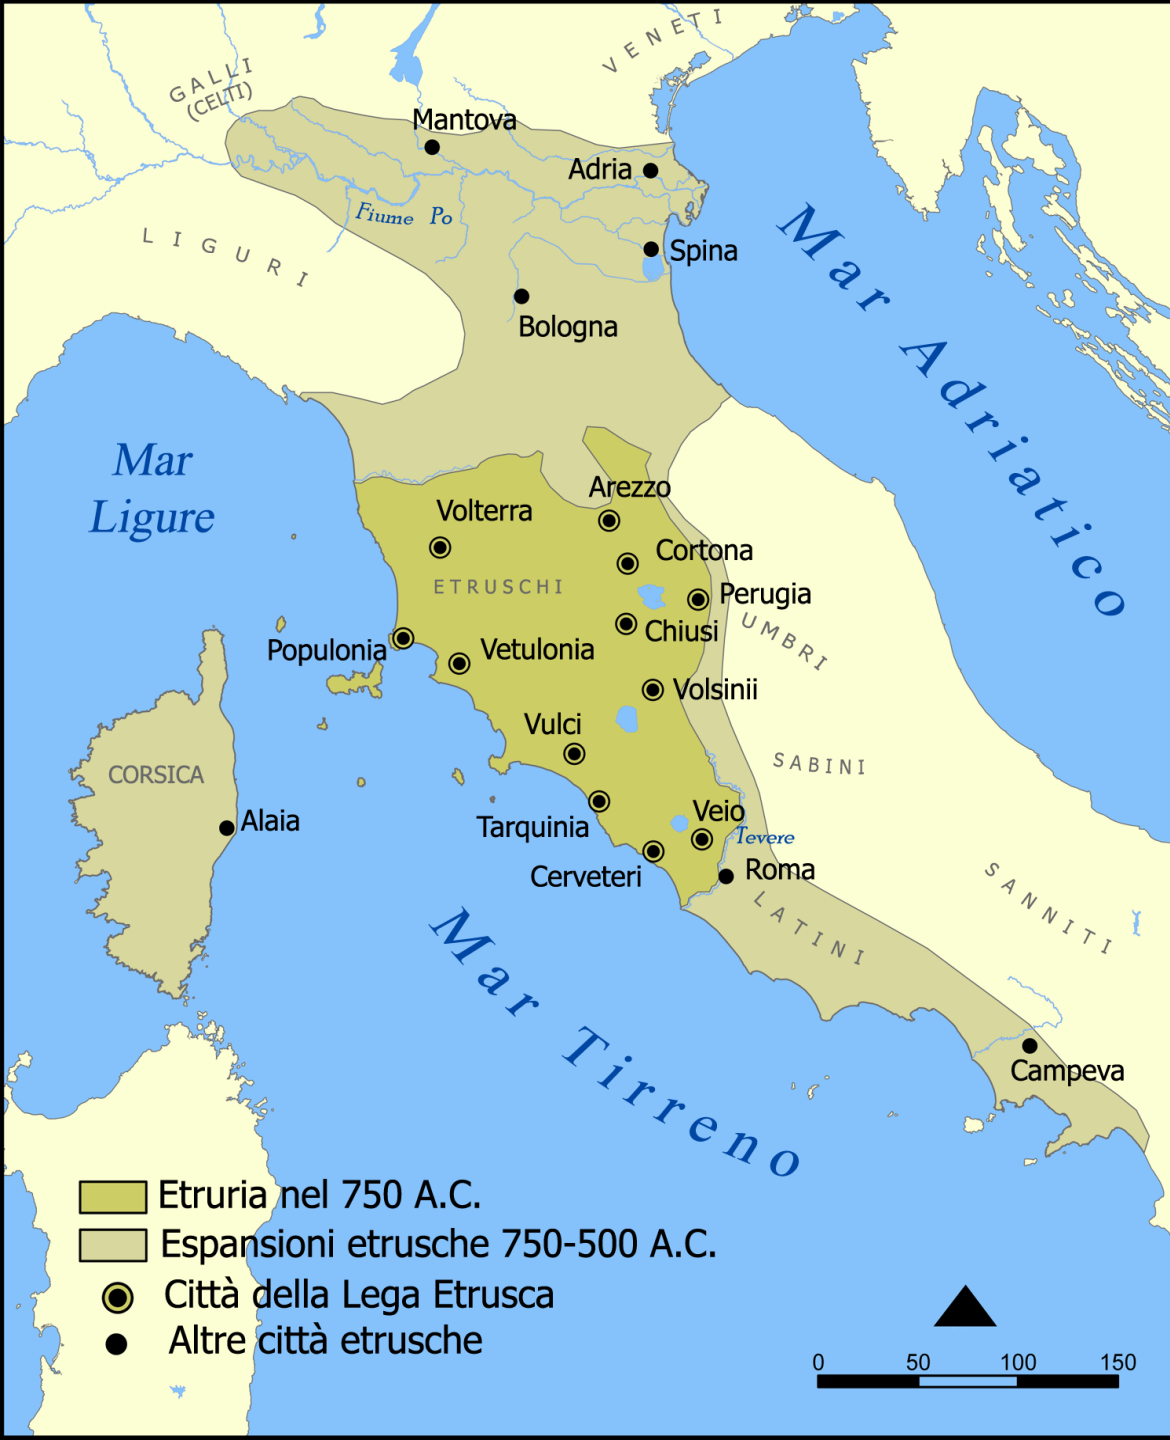 VENETI
GALLI
(CELTI)
Mantova
Adria
Fiume Po
LIGURI
Spina
Bologna
Mar Adriatico
Mar
Ligure
Arezzo
Volterra
Cortona
ETRUSCHI
Perugia
Chiusi
UMBRI
Populonia
Vetulonia
Volsinii
Vulci
SABINI
CORSICA
Alaia
Tarquinia
Veio
Tevere
Cerveteri
Roma
LATINI
SANNITI
Mar Tirreno
Campeva
Etruria nel 750 A.C.
Espansioni etrusche 750-500 A.C.
Città della Lega Etrusca
Altre città etrusche
0 50 100 150